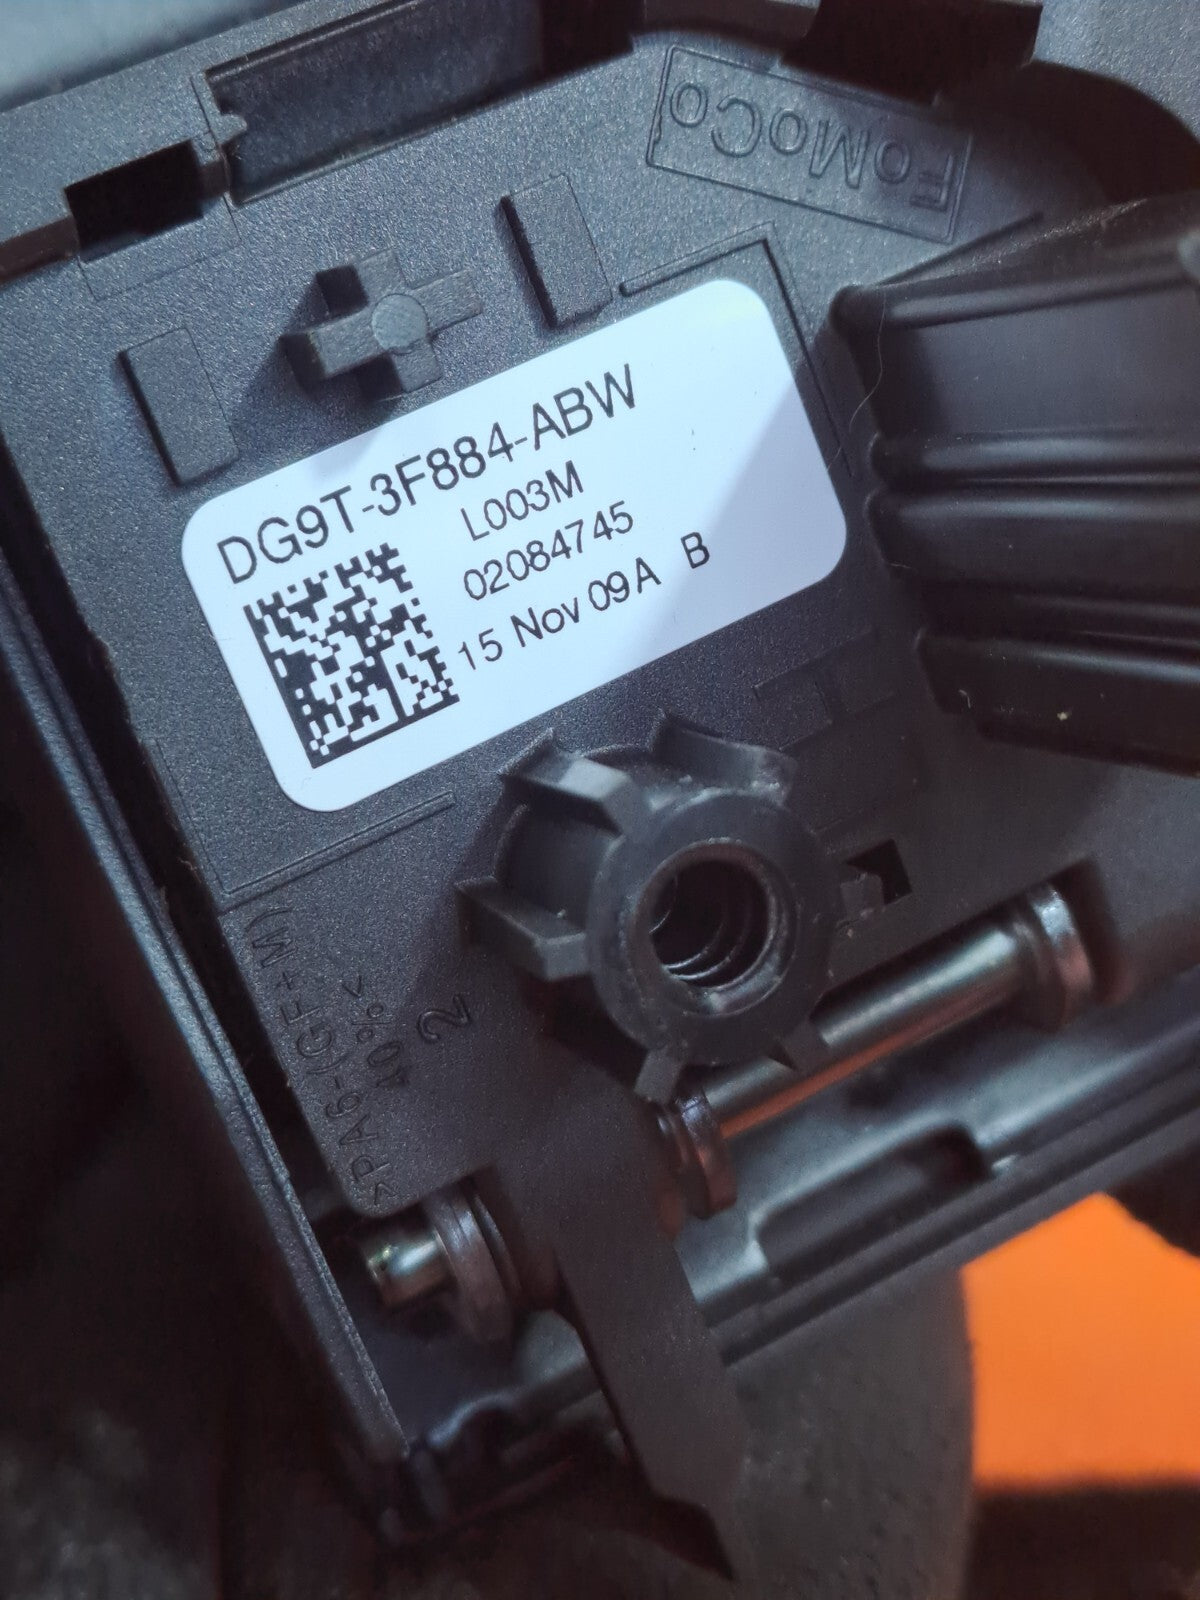 FoMoCo
DG9T-3F884-ABW
L003M
02084745
15 Nov 09A B
>PA6-(GF+M)
40%<
2